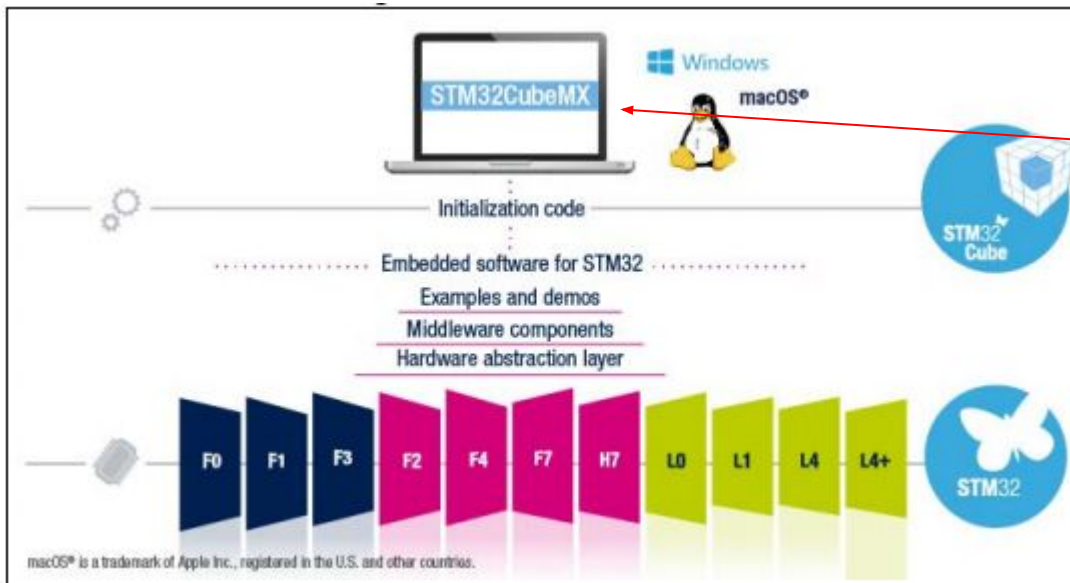 Windows
STM32CubeMX
macOS®
Initialization code
STM32
Cube
Embedded software for STM32
Examples and demos
Middleware components
Hardware abstraction layer
F0 F1 F3 F2 F4 F7 H7 L0 L1 L4 L4+
STM32
macOS® is a trademark of Apple Inc., registered in the U.S. and other countries.